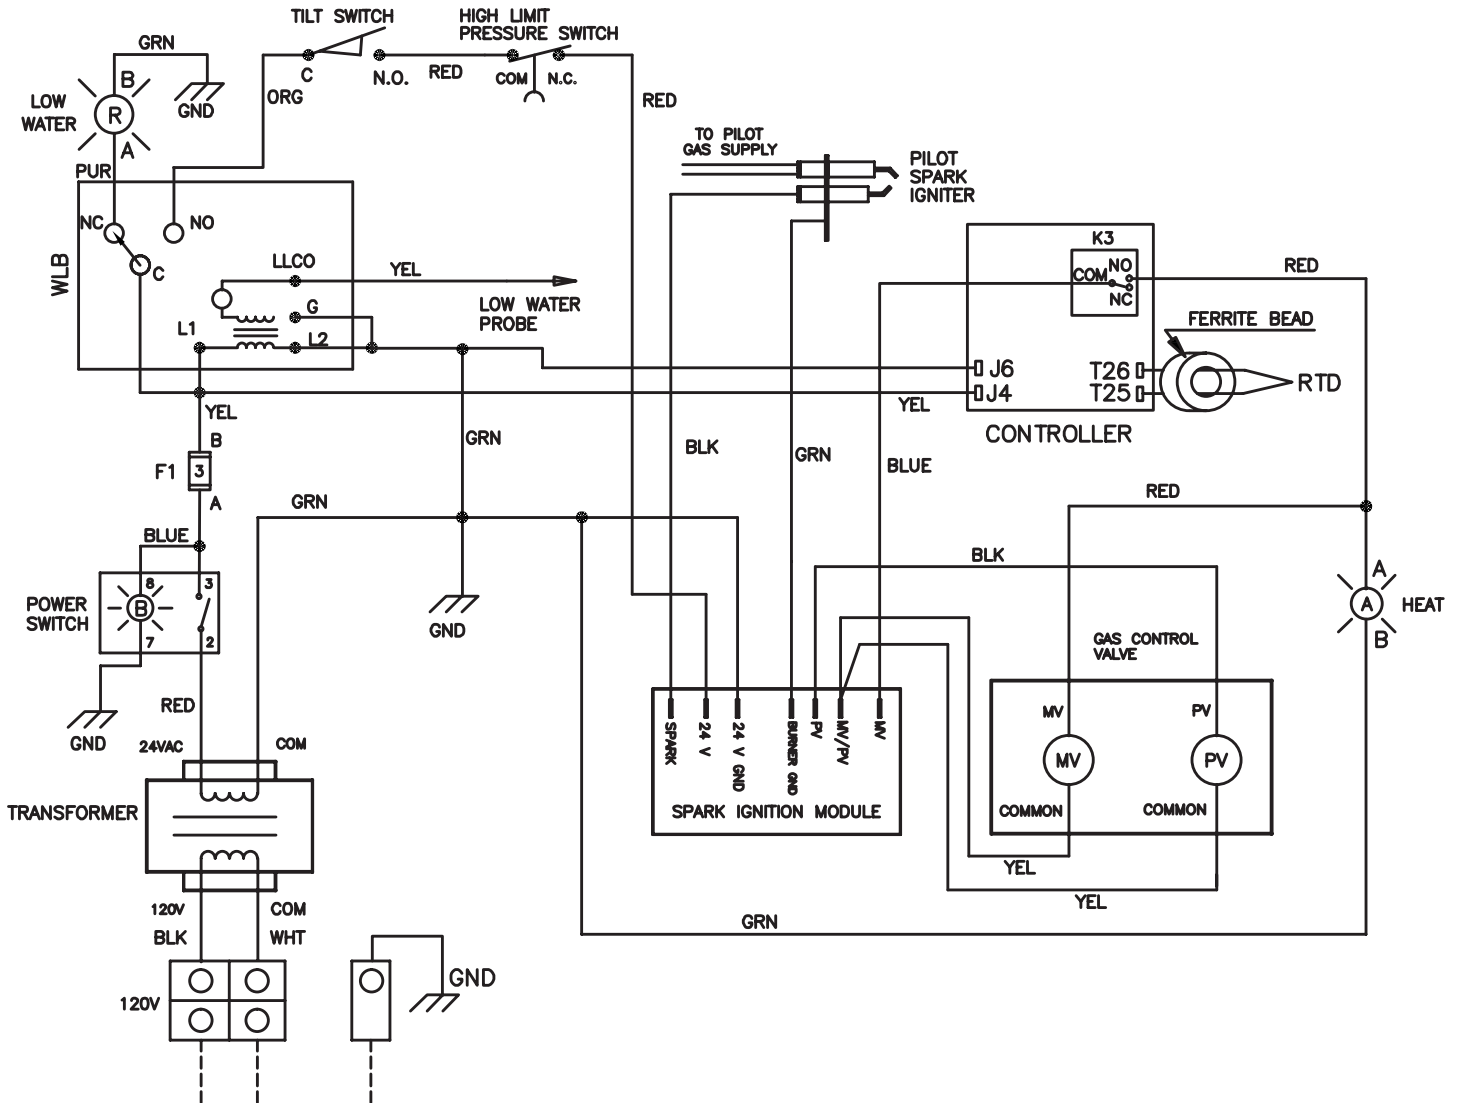 TILT SWITCH
HIGH LIMIT
PRESSURE SWITCH
GRN
B
GND
LOW
WATER
R
A
PUR
ORG
C
N.O.
RED
COM
N.C.
RED
TO PILOT
GAS SUPPLY
PILOT
SPARK
IGNITER
WLB
NC
NO
C
LLCO
YEL
LOW WATER
PROBE
G
L1
L2
K3
COM
NO
NC
RED
FERRITE BEAD
J6
J4
T26
T25
RTD
CONTROLLER
YEL
YEL
B
F1
3
A
GRN
BLK
GRN
BLUE
GRN
RED
BLUE
BLK
POWER
SWITCH
8
3
B
7
2
GND
GND
RED
A
A
HEAT
B
GAS CONTROL
VALVE
MV
PV
MV
PV
COMMON
COMMON
24VAC
COM
TRANSFORMER
SPARK
24 V
24 V GND
BURNER GND
PV
MV/PV
MV
SPARK IGNITION MODULE
YEL
YEL
GRN
120V
COM
BLK
WHT
120V
GND